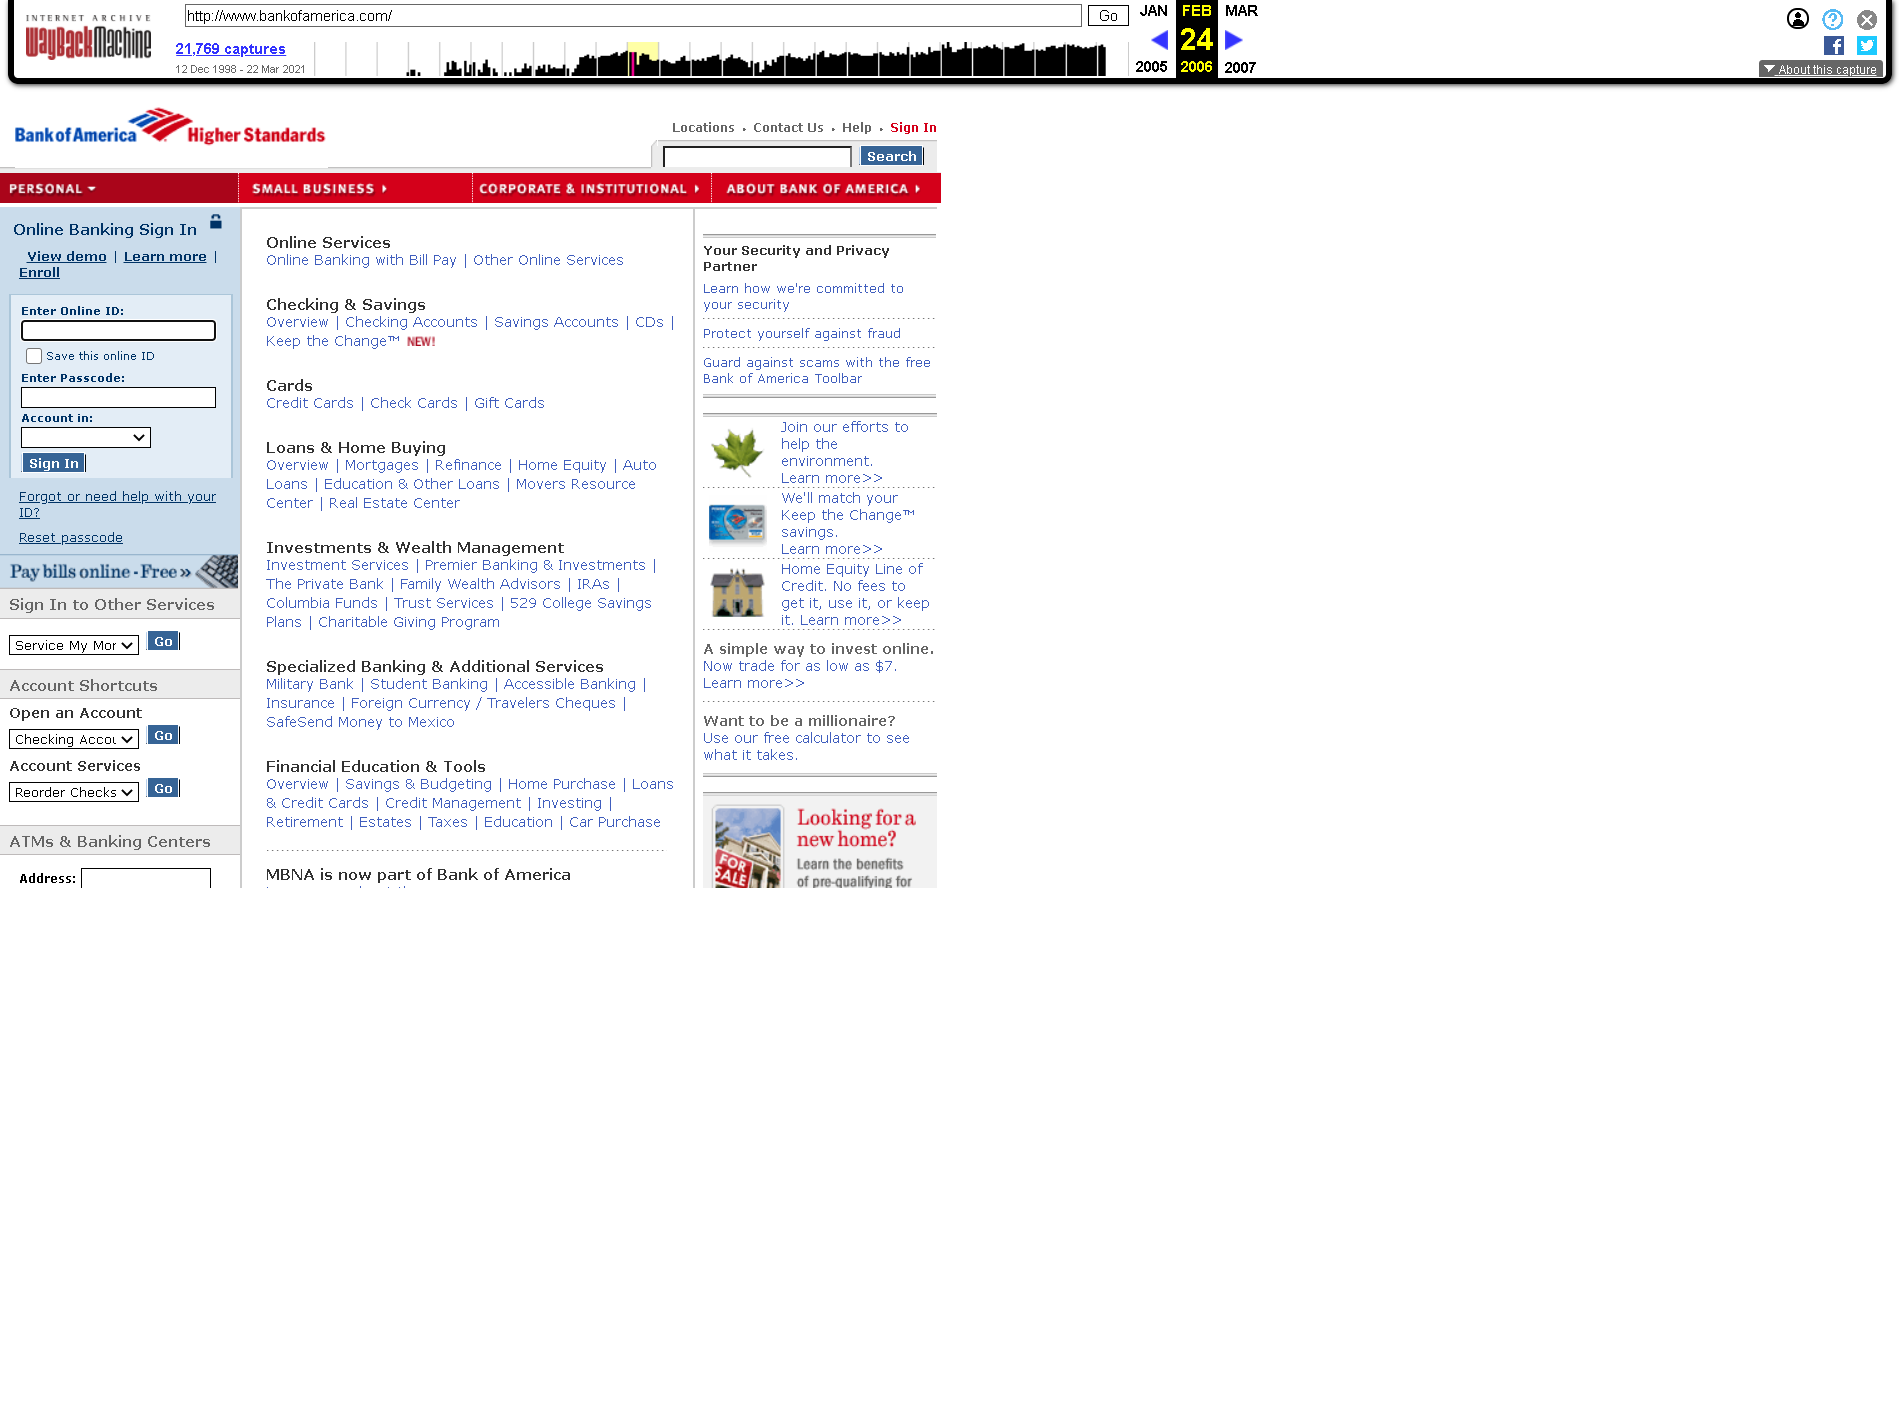 INTERNET ARCHIVE
WayBackMachine
http://www.bankofamerica.com/
Go
JAN FEB MAR
21,769 captures
24
12 Dec 1998 - 22 Mar 2021
2005 2006 2007
About this capture
Bank of America Higher Standards
Locations • Contact Us • Help • Sign In
Search
PERSONAL
SMALL BUSINESS
CORPORATE & INSTITUTIONAL
ABOUT BANK OF AMERICA
Online Banking Sign In
View demo | Learn more |
Enroll
Enter Online ID:
Save this online ID
Enter Passcode:
Account in:
Sign In
Forgot or need help with your
ID?
Reset passcode
Pay bills online - Free »
Sign In to Other Services
Service My Mor
Go
Account Shortcuts
Open an Account
Checking Accou
Go
Account Services
Reorder Checks
Go
ATMs & Banking Centers
Address:
Online Services
Online Banking with Bill Pay | Other Online Services
Checking & Savings
Overview | Checking Accounts | Savings Accounts | CDs |
Keep the Change™ NEW!
Cards
Credit Cards | Check Cards | Gift Cards
Loans & Home Buying
Overview | Mortgages | Refinance | Home Equity | Auto
Loans | Education & Other Loans | Movers Resource
Center | Real Estate Center
Investments & Wealth Management
Investment Services | Premier Banking & Investments |
The Private Bank | Family Wealth Advisors | IRAs |
Columbia Funds | Trust Services | 529 College Savings
Plans | Charitable Giving Program
Specialized Banking & Additional Services
Military Bank | Student Banking | Accessible Banking |
Insurance | Foreign Currency / Travelers Cheques |
SafeSend Money to Mexico
Financial Education & Tools
Overview | Savings & Budgeting | Home Purchase | Loans
& Credit Cards | Credit Management | Investing |
Retirement | Estates | Taxes | Education | Car Purchase
MBNA is now part of Bank of America
Your Security and Privacy
Partner
Learn how we're committed to
your security
Protect yourself against fraud
Guard against scams with the free
Bank of America Toolbar
Join our efforts to
help the
environment.
Learn more>>
We'll match your
Keep the Change™
savings.
Learn more>>
Home Equity Line of
Credit. No fees to
get it, use it, or keep
it. Learn more>>
A simple way to invest online.
Now trade for as low as $7.
Learn more>>
Want to be a millionaire?
Use our free calculator to see
what it takes.
FOR
SALE
Looking for a
new home?
Learn the benefits
of pre-qualifying for